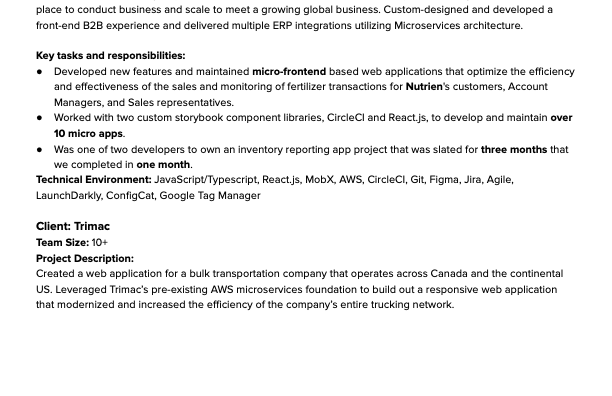 place to conduct business and scale to meet a growing global business. Custom-designed and developed a
front-end B2B experience and delivered multiple ERP integrations utilizing Microservices architecture.
Key tasks and responsibilities:
● Developed new features and maintained micro-frontend based web applications that optimize the efficiency
and effectiveness of the sales and monitoring of fertilizer transactions for Nutrien's customers, Account
Managers, and Sales representatives.
● Worked with two custom storybook component libraries, CircleCI and React.js, to develop and maintain over
10 micro apps.
● Was one of two developers to own an inventory reporting app project that was slated for three months that
we completed in one month.
Technical Environment: JavaScript/Typescript, React.js, MobX, AWS, CircleCI, Git, Figma, Jira, Agile,
LaunchDarkly, ConfigCat, Google Tag Manager
Client: Trimac
Team Size: 10+
Project Description:
Created a web application for a bulk transportation company that operates across Canada and the continental
US. Leveraged Trimac's pre-existing AWS microservices foundation to build out a responsive web application
that modernized and increased the efficiency of the company's entire trucking network.